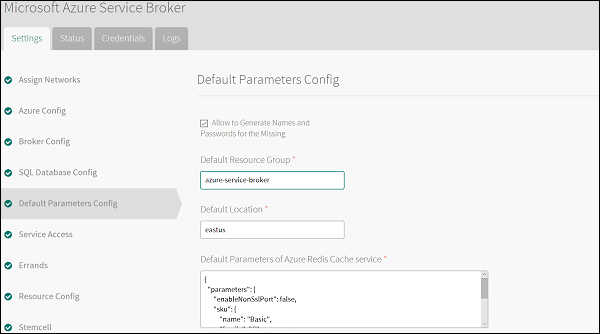 Microsoft Azure Service Broker
Settings Status Credentials Logs
Assign Networks
Azure Config
Broker Config
SQL Database Config
Default Parameters Config
Service Access
Errands
Resource Config
Stemcell
Default Parameters Config
Allow to Generate Names and
Passwords for the Missing
Default Resource Group *
azure-service-broker
Default Location *
eastus
Default Parameters of Azure Redis Cache service *
{
"parameters": {
"enableNonSslPort": false,
"sku": {
"name": "Basic",